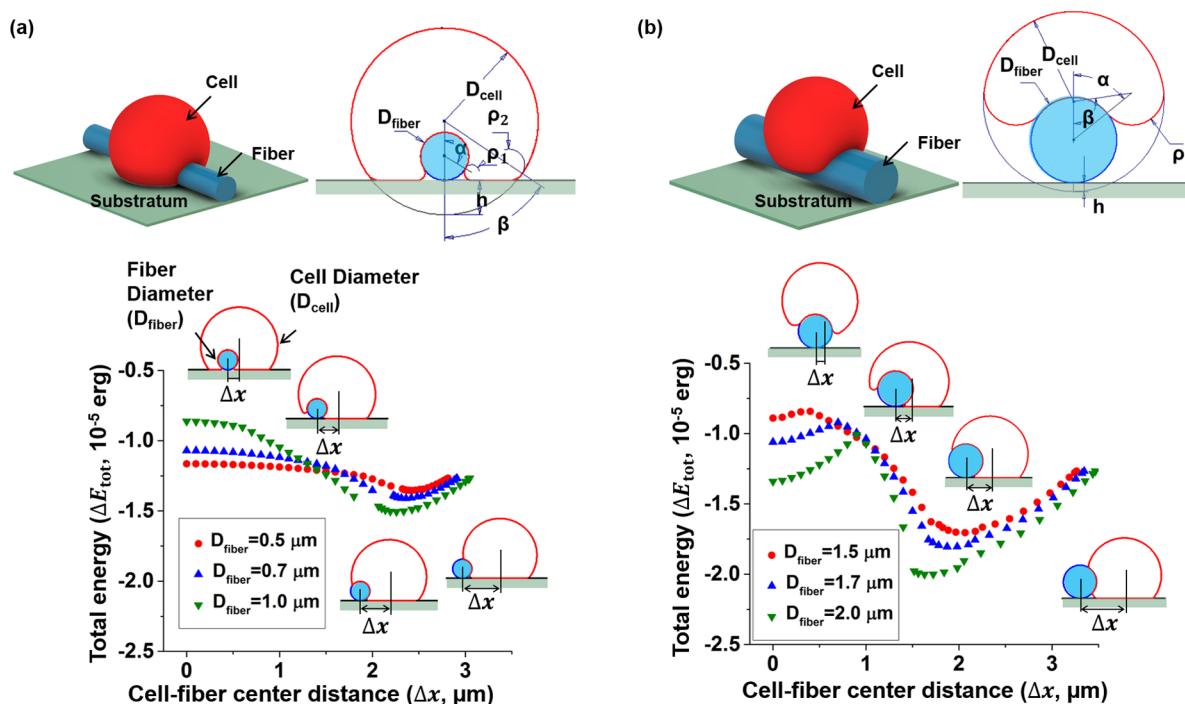 (a)
Cell
Fiber
Substratum
D_cell
D_fiber
ρ₂
α
ρ₁
h
β
Fiber
Diameter
(D_fiber)
Cell Diameter
(D_cell)
Δx
Δx
Δx
Δx
Total energy (ΔE_tot, 10⁻⁵ erg)
-0.5
-1.0
-1.5
-2.0
-2.5
D_fiber=0.5 μm
D_fiber=0.7 μm
D_fiber=1.0 μm
0 1 2 3
Cell-fiber center distance (Δx, μm)
(b)
Cell
Fiber
Substratum
D_cell
D_fiber
α
β
ρ
h
Δx
Δx
Δx
Δx
Total energy (ΔE_tot, 10⁻⁵ erg)
-0.5
-1.0
-1.5
-2.0
-2.5
D_fiber=1.5 μm
D_fiber=1.7 μm
D_fiber=2.0 μm
0 1 2 3
Cell-fiber center distance (Δx, μm)